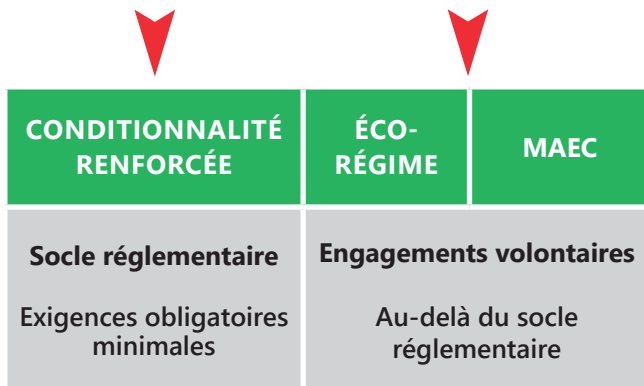 CONDITIONNALITÉ
RENFORCÉE
ÉCO-
RÉGIME
MAEC
Socle réglementaire
Exigences obligatoires
minimales
Engagements volontaires
Au-delà du socle
réglementaire